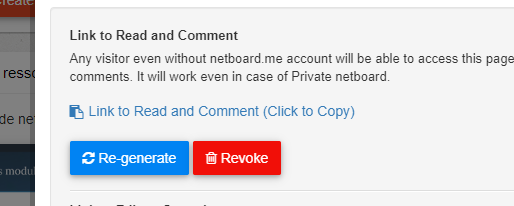 Create
Link to Read and Comment
Any visitor even without netboard.me account will be able to access this page
comments. It will work even in case of Private netboard.
resso
Link to Read and Comment (Click to Copy)
de ne
Re-generate
Revoke
s modul